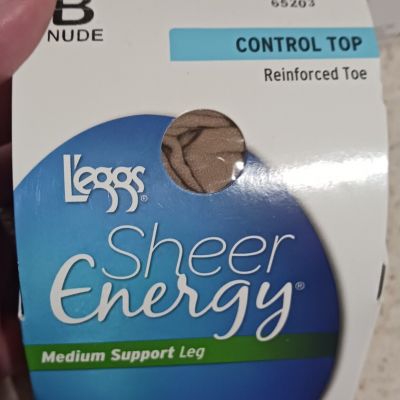 65203
B
NUDE
CONTROL TOP
Reinforced Toe
L'eggs®
Sheer
Energy®
Medium Support Leg